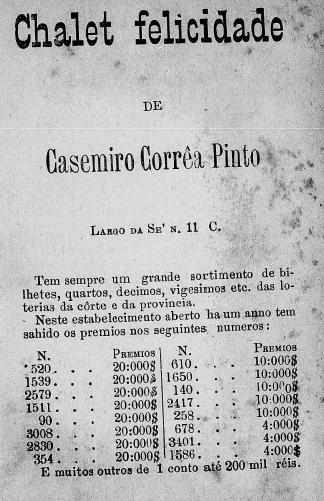 Chalet felicidade
DE
Casemiro Corrêa Pinto
LARGO DA SE' N. 11 C.
Tem sempre um grande sortimento de bi-
lhetes, quartos, decimos, vigesimos etc. das lo-
terias da côrte e da provincia.
Neste estabelecimento aberto ha um anno tem
sahido os premios nos seguintes numeros:
N. PREMIOS N. PREMIOS
520. . . 20:000$ 610. . . 10:000$
1539. . . 20:000$ 1650. . . 10:000$
2579. . . 20:000$ 140. . . 10:000$
1511. . . 20:000$ 2417. . . 10:000$
90. . . 20:000$ 258. . . 10:000$
3008. . . 20:000$ 678. . . 4:000$
2830. . . 20:000$ 3401. . . 4:000$
354. . . 20:000$ 1586. . . 4:000$
E muitos outros de 1 conto até 200 mil réis.